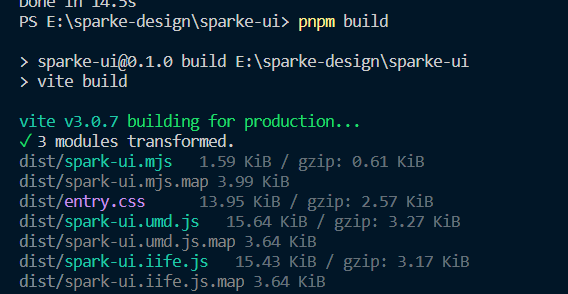 Done in 14.5s
PS E:\sparke-design\sparke-ui> pnpm build
> sparke-ui@0.1.0 build E:\sparke-design\sparke-ui
> vite build
vite v3.0.7 building for production...
✓ 3 modules transformed.
dist/spark-ui.mjs 1.59 KiB / gzip: 0.61 KiB
dist/spark-ui.mjs.map 3.99 KiB
dist/entry.css 13.95 KiB / gzip: 2.57 KiB
dist/spark-ui.umd.js 15.64 KiB / gzip: 3.27 KiB
dist/spark-ui.umd.js.map 3.64 KiB
dist/spark-ui.iife.js 15.43 KiB / gzip: 3.17 KiB
dist/spark-ui.iife.js.map 3.64 KiB